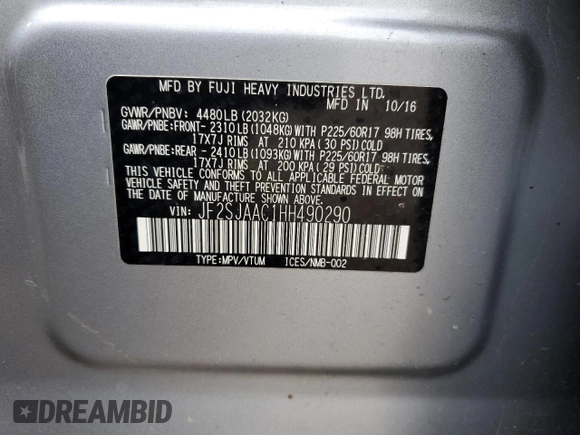 MFD BY FUJI HEAVY INDUSTRIES LTD.
MFD IN 10/16
GVWR/PNBV: 4480LB(2032KG)
GAWR/PNBE:FRONT- 2310LB(1048KG)WITH P225/60R17 98H TIRES,
17X7J RIMS AT 210 KPA( 30 PSI)COLD
GAWR/PNBE:REAR - 2410LB(1093KG)WITH P225/60R17 98H TIRES,
17X7J RIMS AT 200 KPA( 29 PSI)COLD
THIS VEHICLE CONFORMS TO ALL APPLICABLE FEDERAL MOTOR
VEHICLE SAFETY AND THEFT PREVENTION STANDARDS IN EFFECT ON
THE DATE OF MANUFACTURE SHOWN ABOVE.
VIN: JF2SJAAC1HH490290
TYPE:MPV/VTUM ICES/NMB-002
DREAMBID